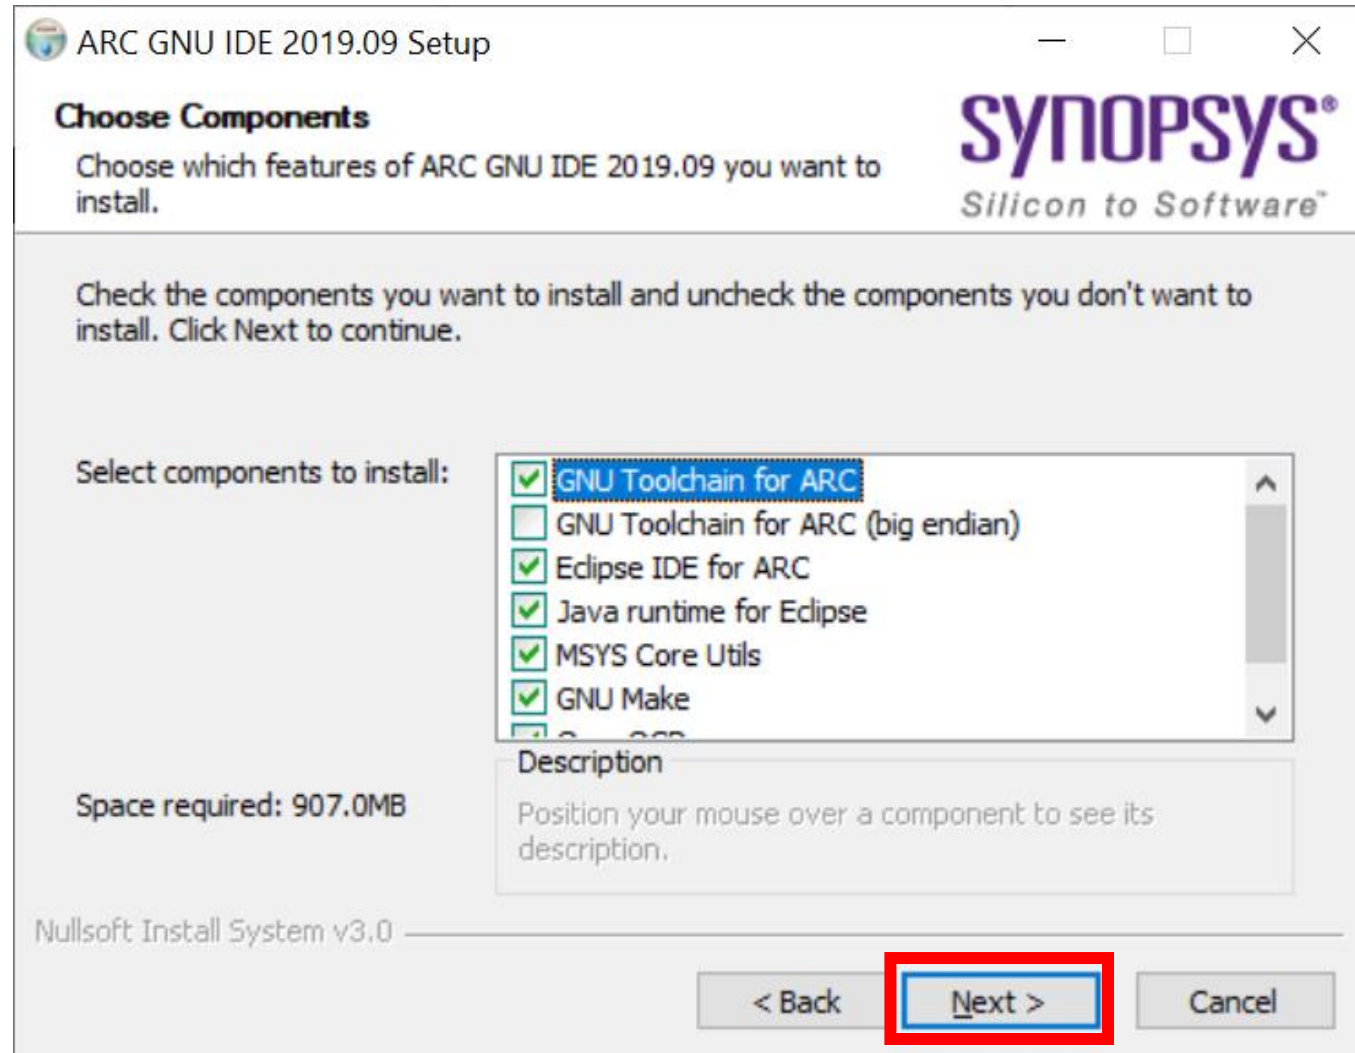 ARC GNU IDE 2019.09 Setup
Choose Components
Choose which features of ARC GNU IDE 2019.09 you want to
install.
SYNOPSYS®
Silicon to Software™
Check the components you want to install and uncheck the components you don't want to
install. Click Next to continue.
Select components to install:
GNU Toolchain for ARC
GNU Toolchain for ARC (big endian)
Eclipse IDE for ARC
Java runtime for Eclipse
MSYS Core Utils
GNU Make
Space required: 907.0MB
Description
Position your mouse over a component to see its
description.
Nullsoft Install System v3.0
< Back
Next >
Cancel